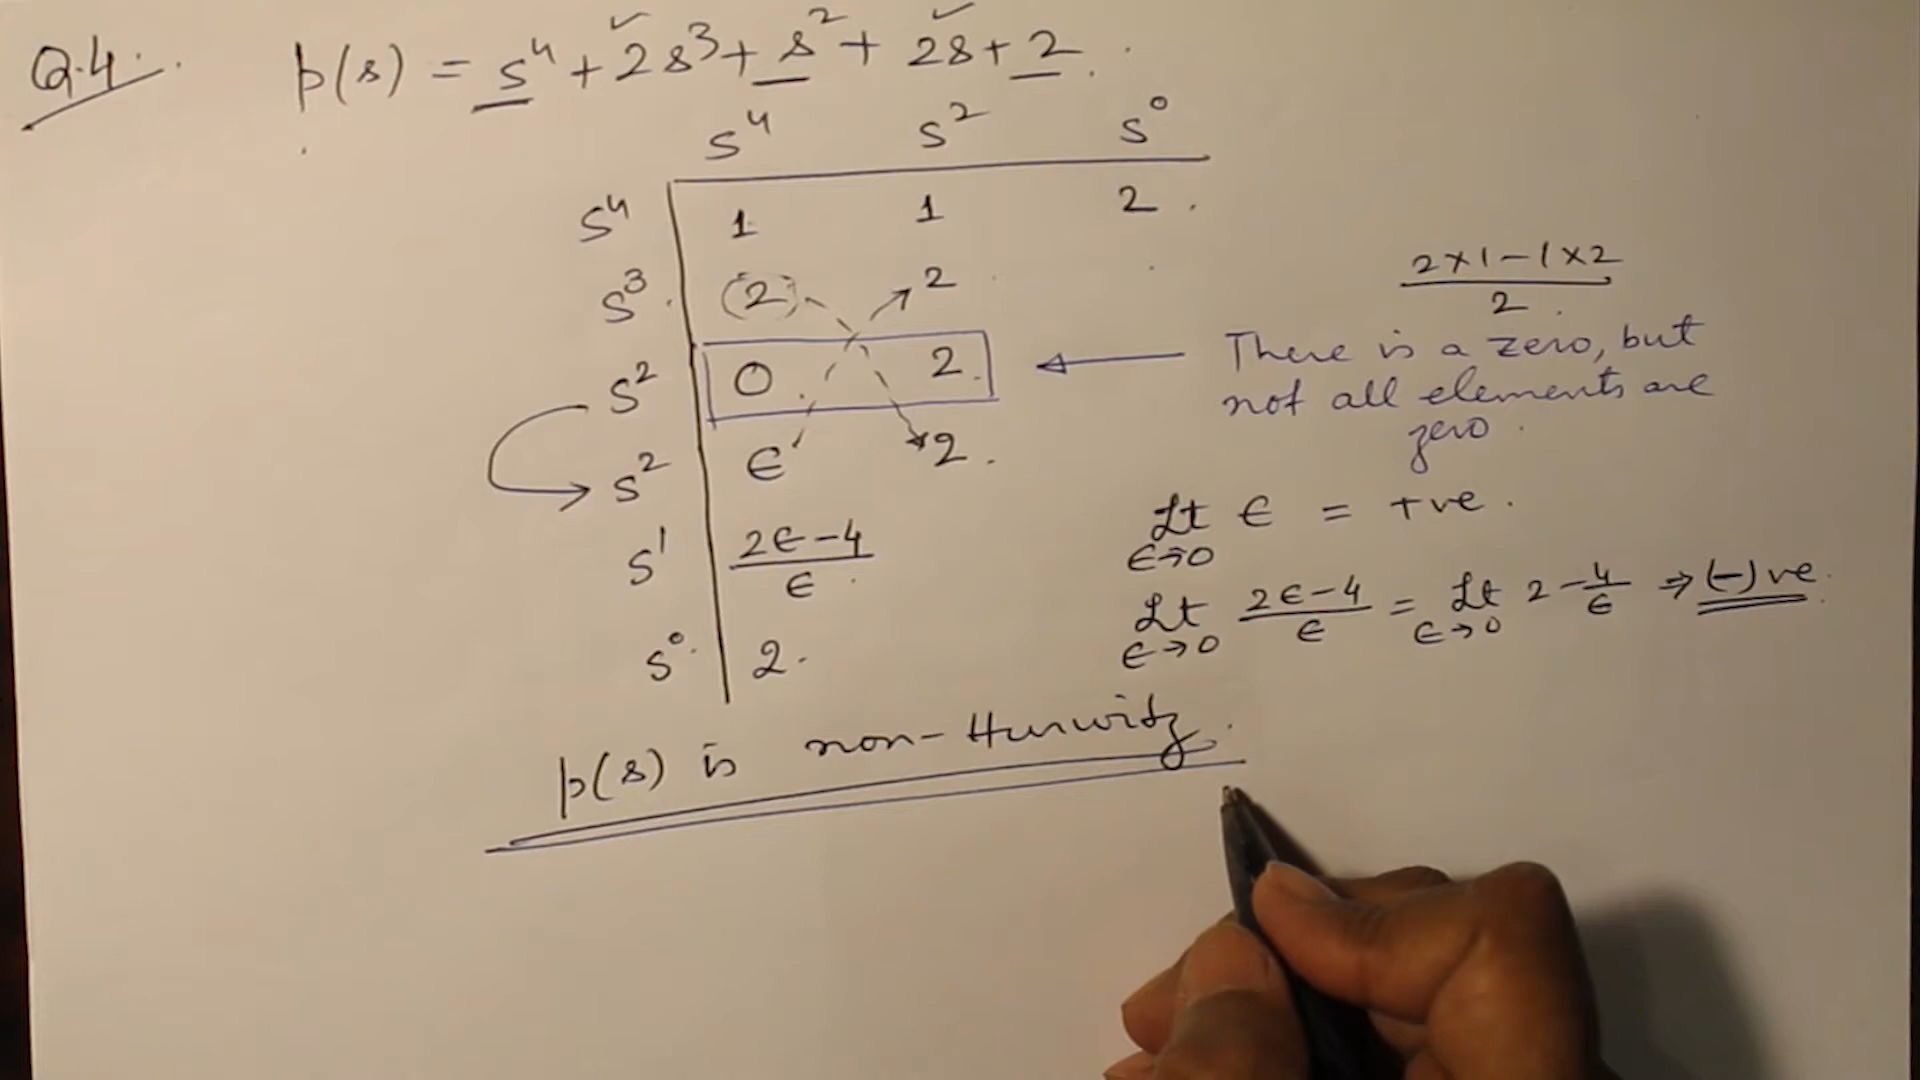 Q.4. p(s) = s⁴ + 2s³ + s² + 2s + 2.
s⁴ s² s⁰
s⁴ 1 1 2.
s³. (2) 2
s² 0. 2.
s² ϵ 2.
s¹ (2ϵ-4)/ϵ.
s⁰. 2.
(2×1-1×2)/2.
There is a zero, but
not all elements are
zero.
Lt ϵ→0 ϵ = +ve.
Lt ϵ→0 (2ϵ-4)/ϵ = Lt ϵ→0 2-4/ϵ ⇒ (-)ve.
p(s) is non-Hurwitz.